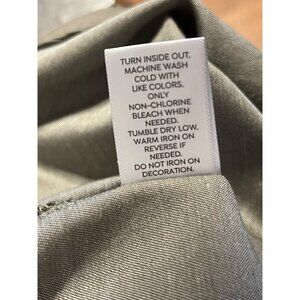 TURN INSIDE OUT.
MACHINE WASH
COLD WITH
LIKE COLORS,
ONLY
NON-CHLORINE
BLEACH WHEN
NEEDED.
TUMBLE DRY LOW.
WARM IRON ON
REVERSE IF
NEEDED.
DO NOT IRON ON
DECORATION.